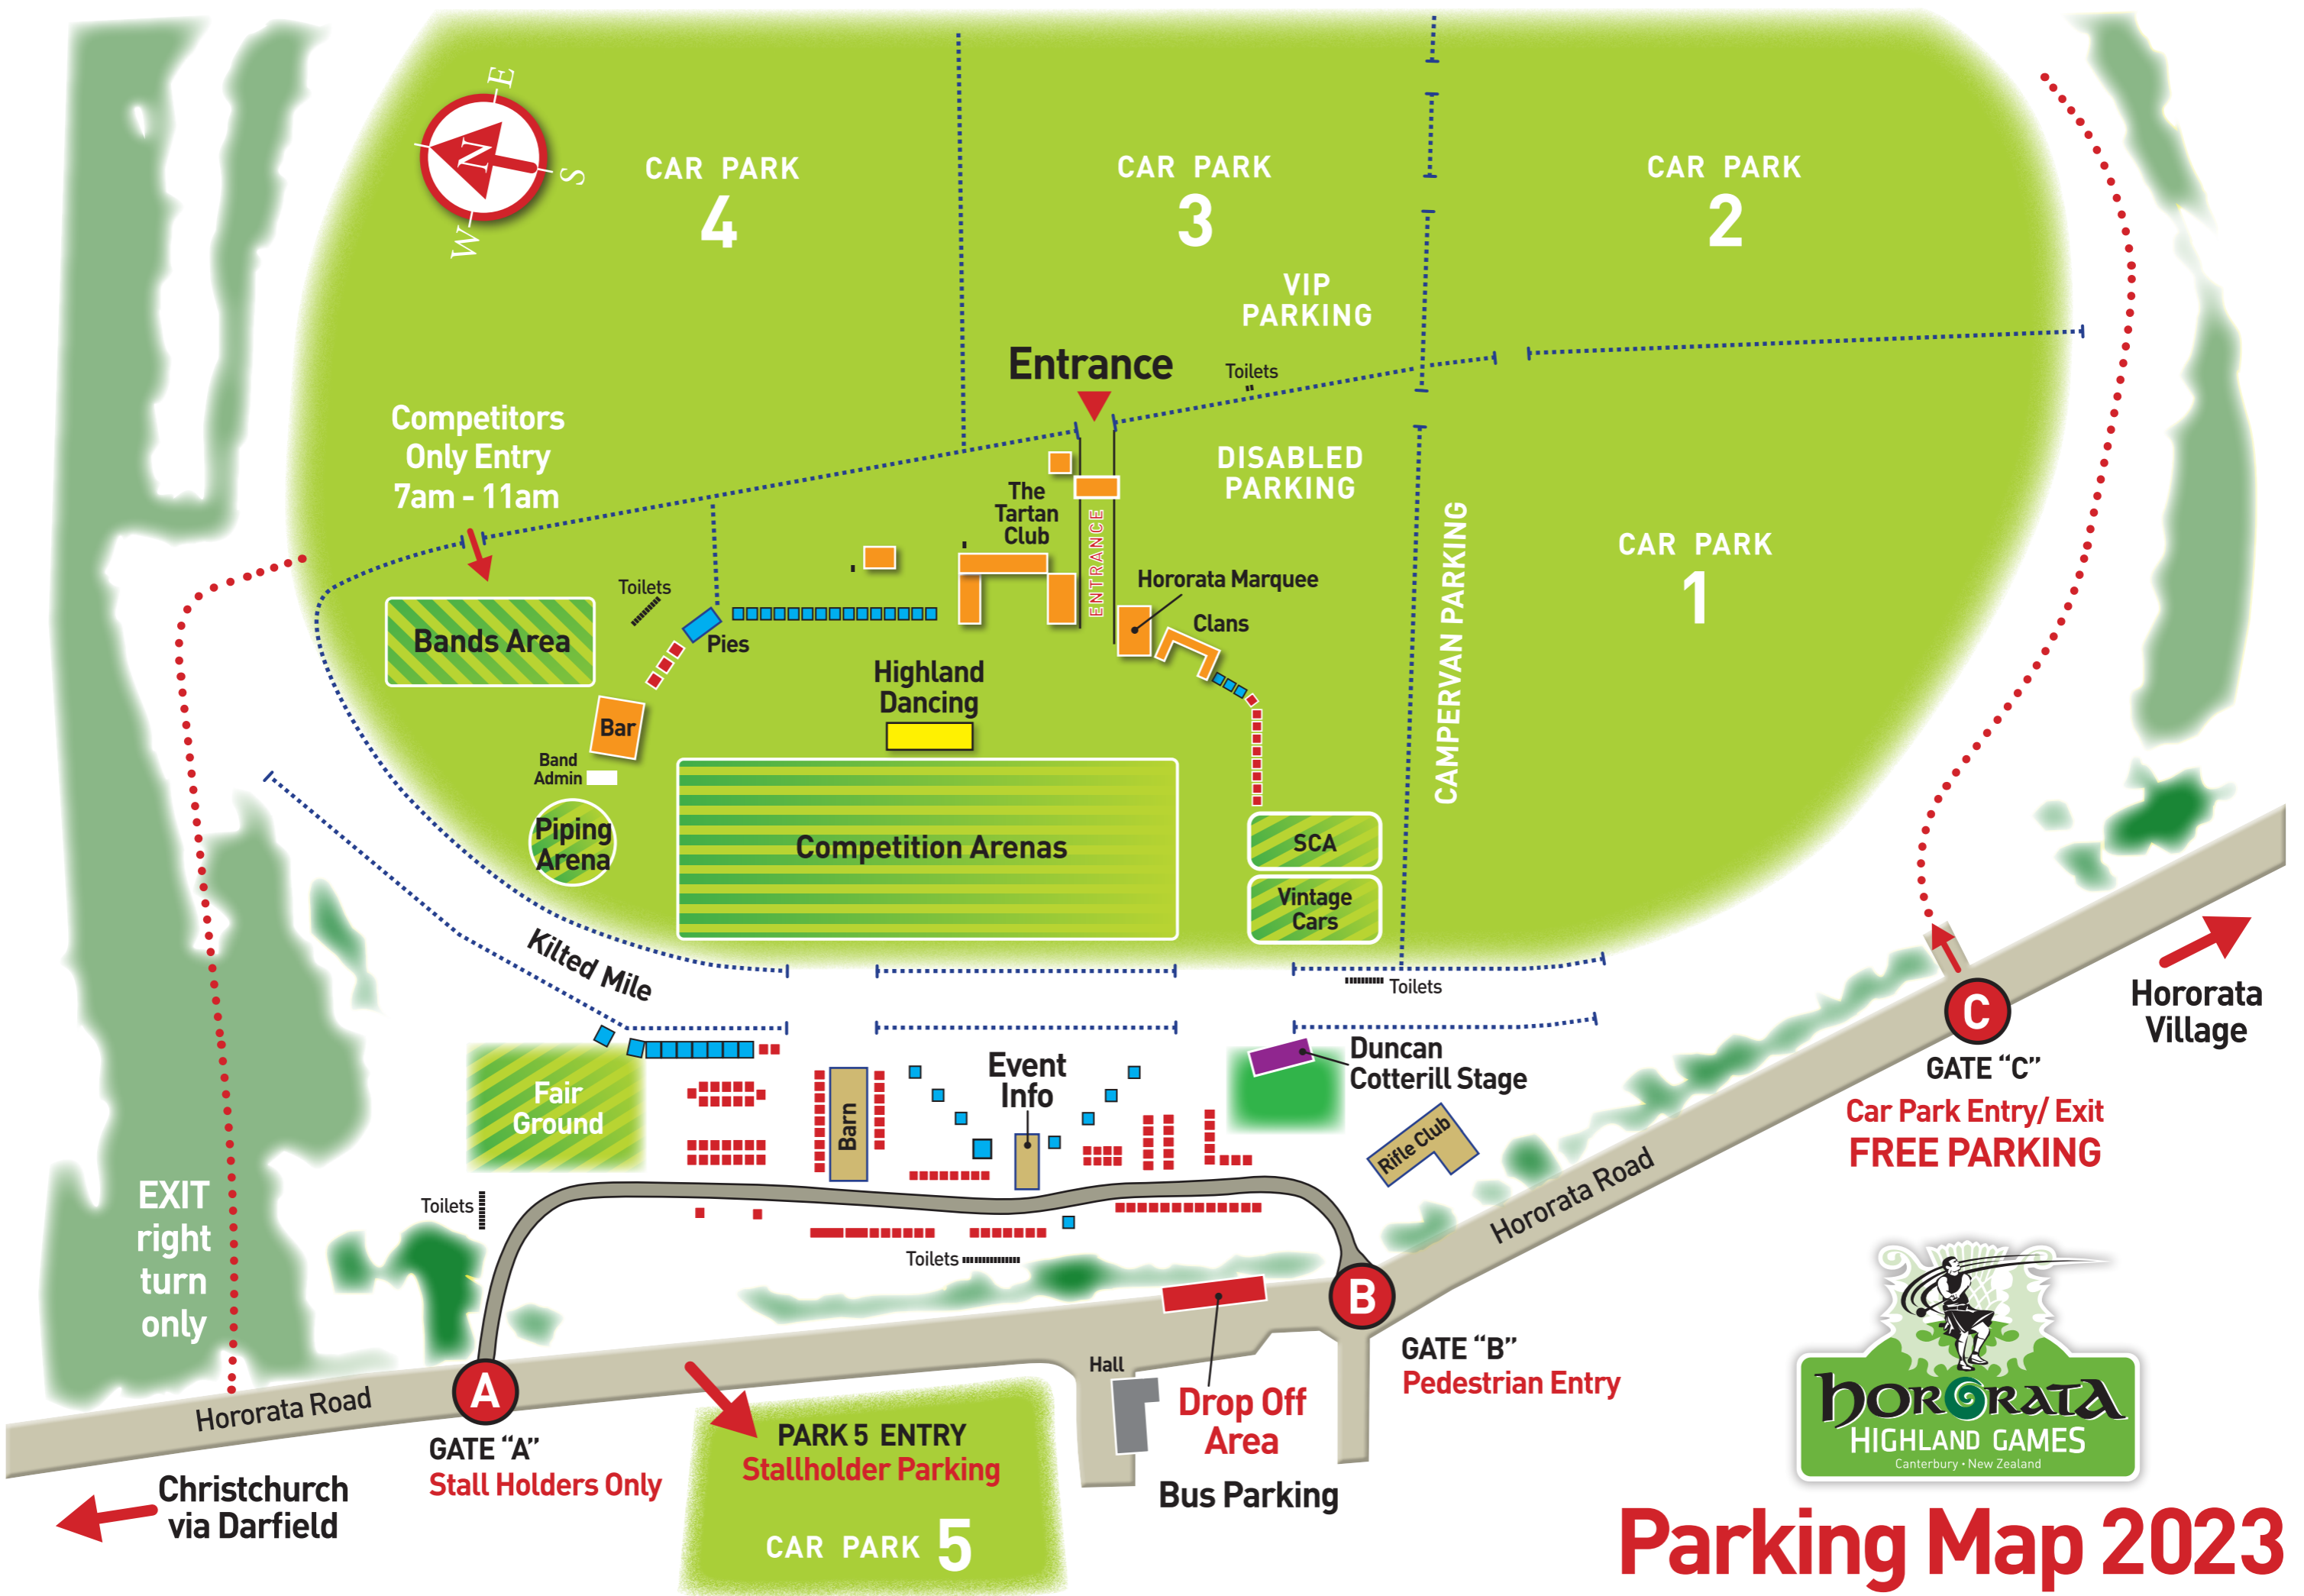 E
N
S
W
CAR PARK
4
CAR PARK
3
CAR PARK
2
VIP
PARKING
Entrance
Toilets
Competitors
Only Entry
7am - 11am
DISABLED
PARKING
The
Tartan
Club
ENTRANCE
CAMPERVAN PARKING
CAR PARK
1
Hororata Marquee
Clans
Toilets
Bands Area
Pies
Highland
Dancing
Bar
Band
Admin
Piping
Arena
Competition Arenas
SCA
Vintage
Cars
Kilted Mile
Toilets
C
Hororata
Village
GATE “C”
Car Park Entry/ Exit
FREE PARKING
Event
Info
Duncan
Cotterill Stage
Fair
Ground
Barn
Rifle Club
Hororata Road
EXIT
right
turn
only
Toilets
Toilets
B
GATE “B”
Pedestrian Entry
Hall
Drop Off
Area
Bus Parking
A
Hororata Road
GATE “A”
Stall Holders Only
Christchurch
via Darfield
PARK 5 ENTRY
Stallholder Parking
CAR PARK 5
HORORATA
HIGHLAND GAMES
Canterbury • New Zealand
Parking Map 2023